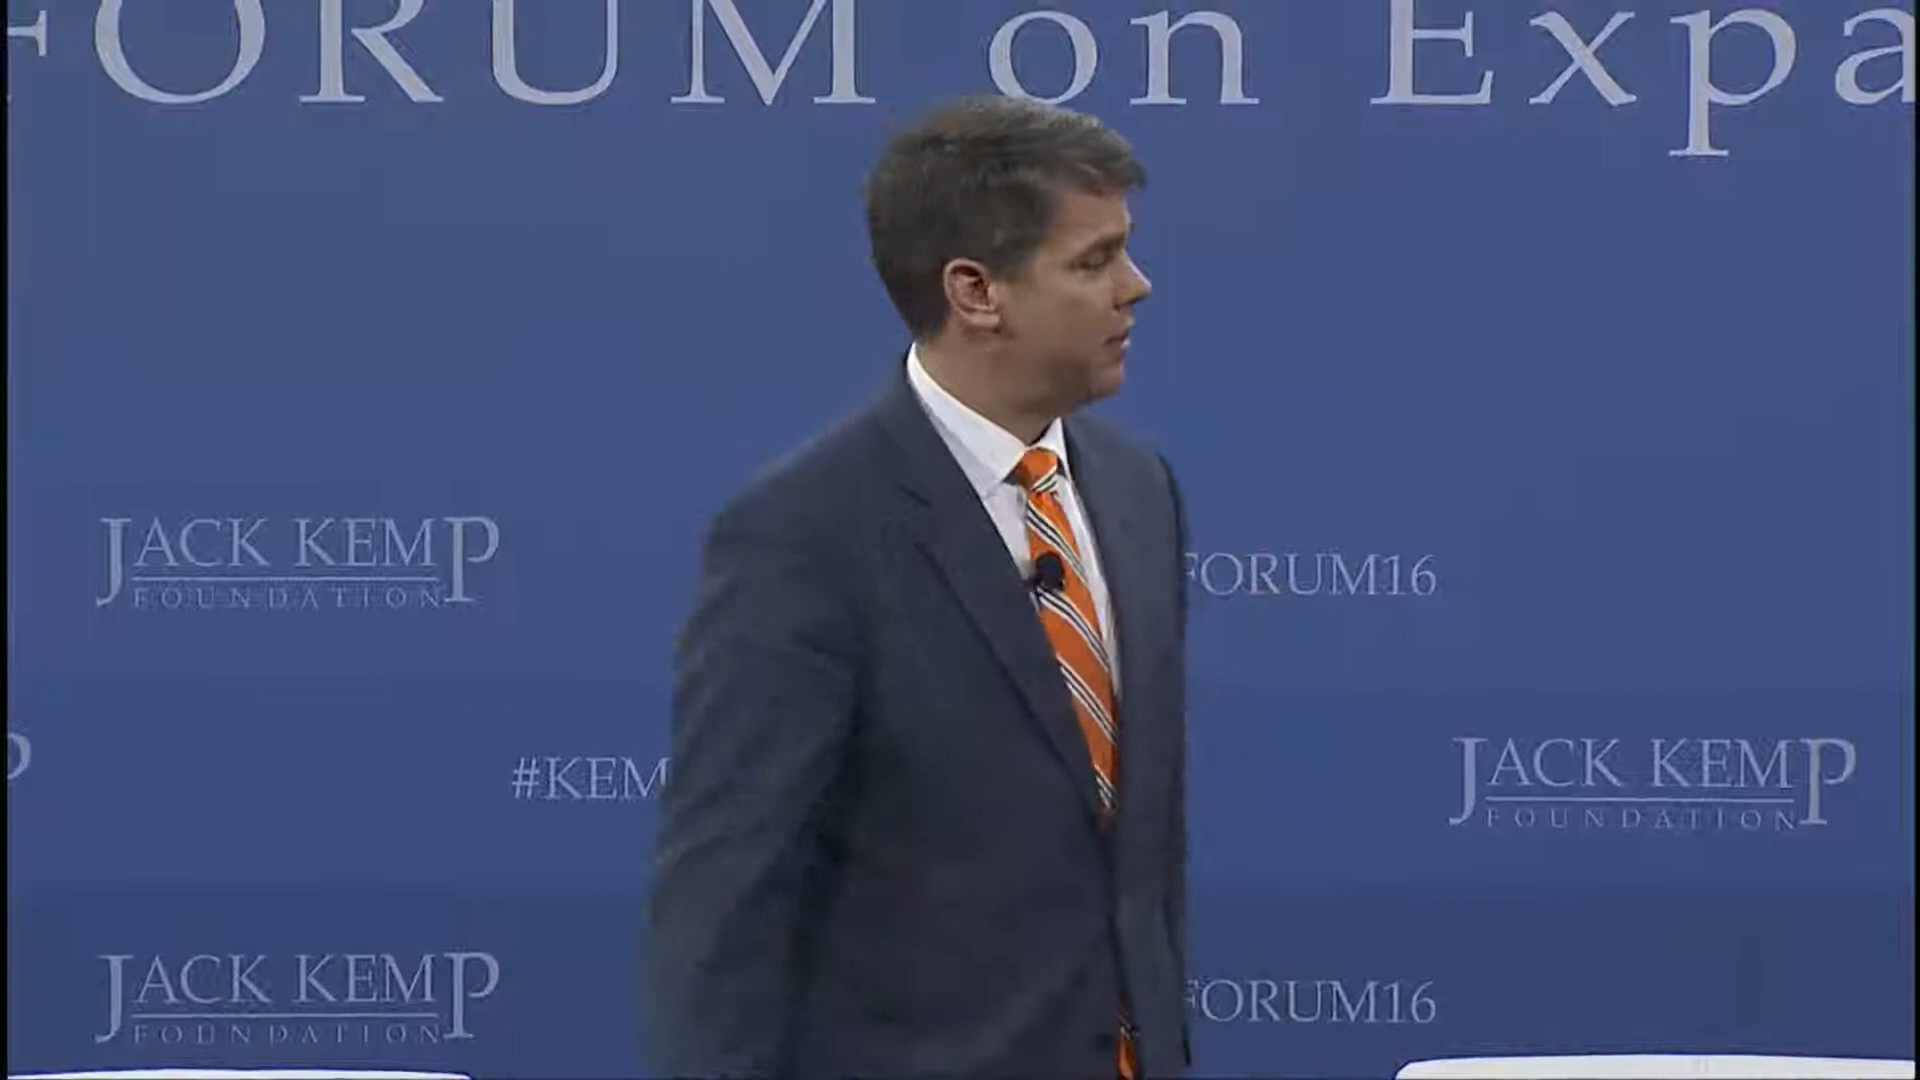 FORUM on Expa
JACK KEMP
FOUNDATION
FORUM16
P
#KEM
JACK KEMP
FOUNDATION
JACK KEMP
FOUNDATION
FORUM16